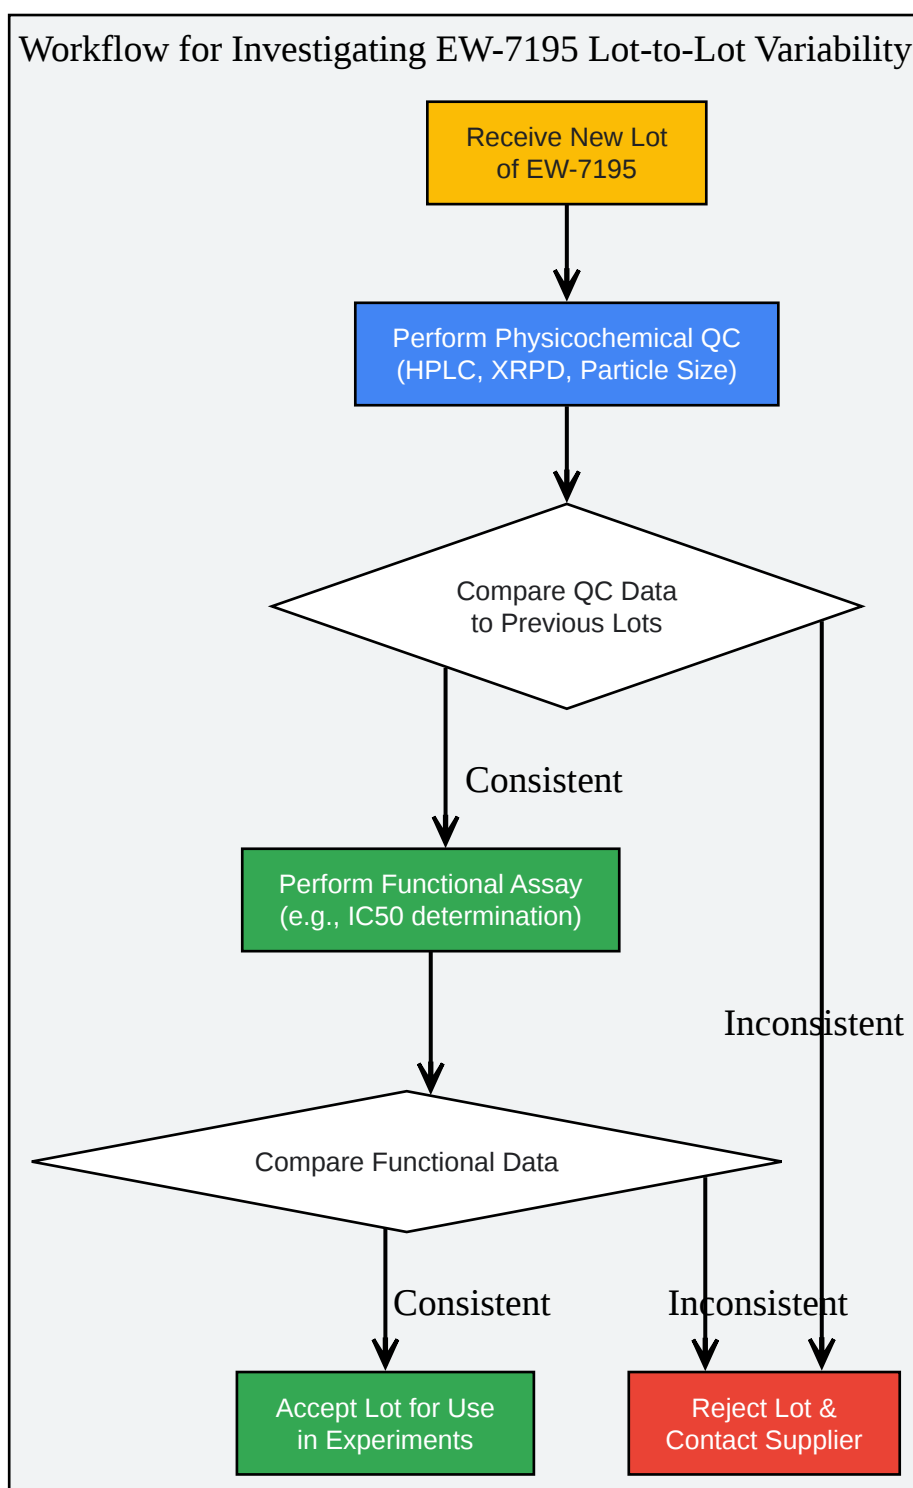 Workflow for Investigating EW-7195 Lot-to-Lot Variability
Receive New Lot
of EW-7195
Perform Physicochemical QC
(HPLC, XRPD, Particle Size)
Compare QC Data
to Previous Lots
Consistent
Perform Functional Assay
(e.g., IC50 determination)
Inconsistent
Compare Functional Data
Consistent
Inconsistent
Accept Lot for Use
in Experiments
Reject Lot &
Contact Supplier